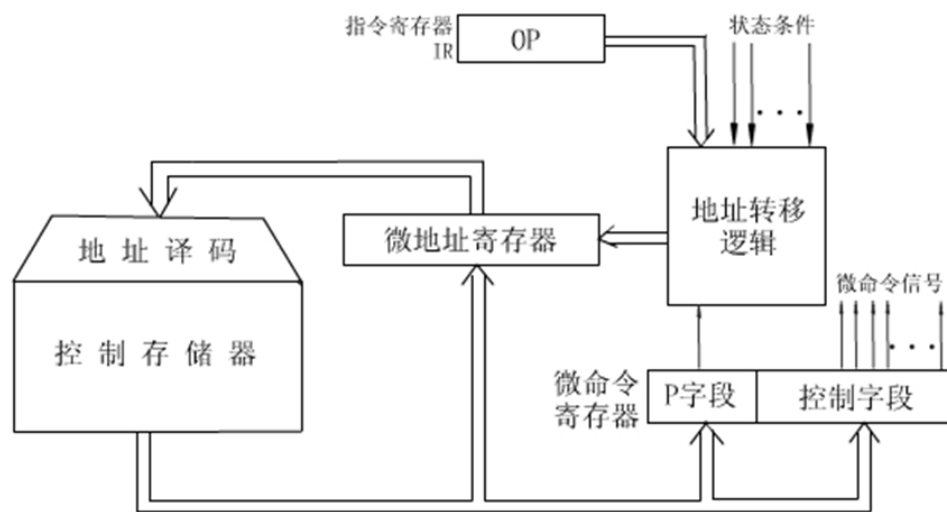 指令寄存器
IR
OP
状态条件
地址转移
逻辑
微地址寄存器
地址译码
控制存储器
微命令信号
微命令
寄存器
P字段
控制字段